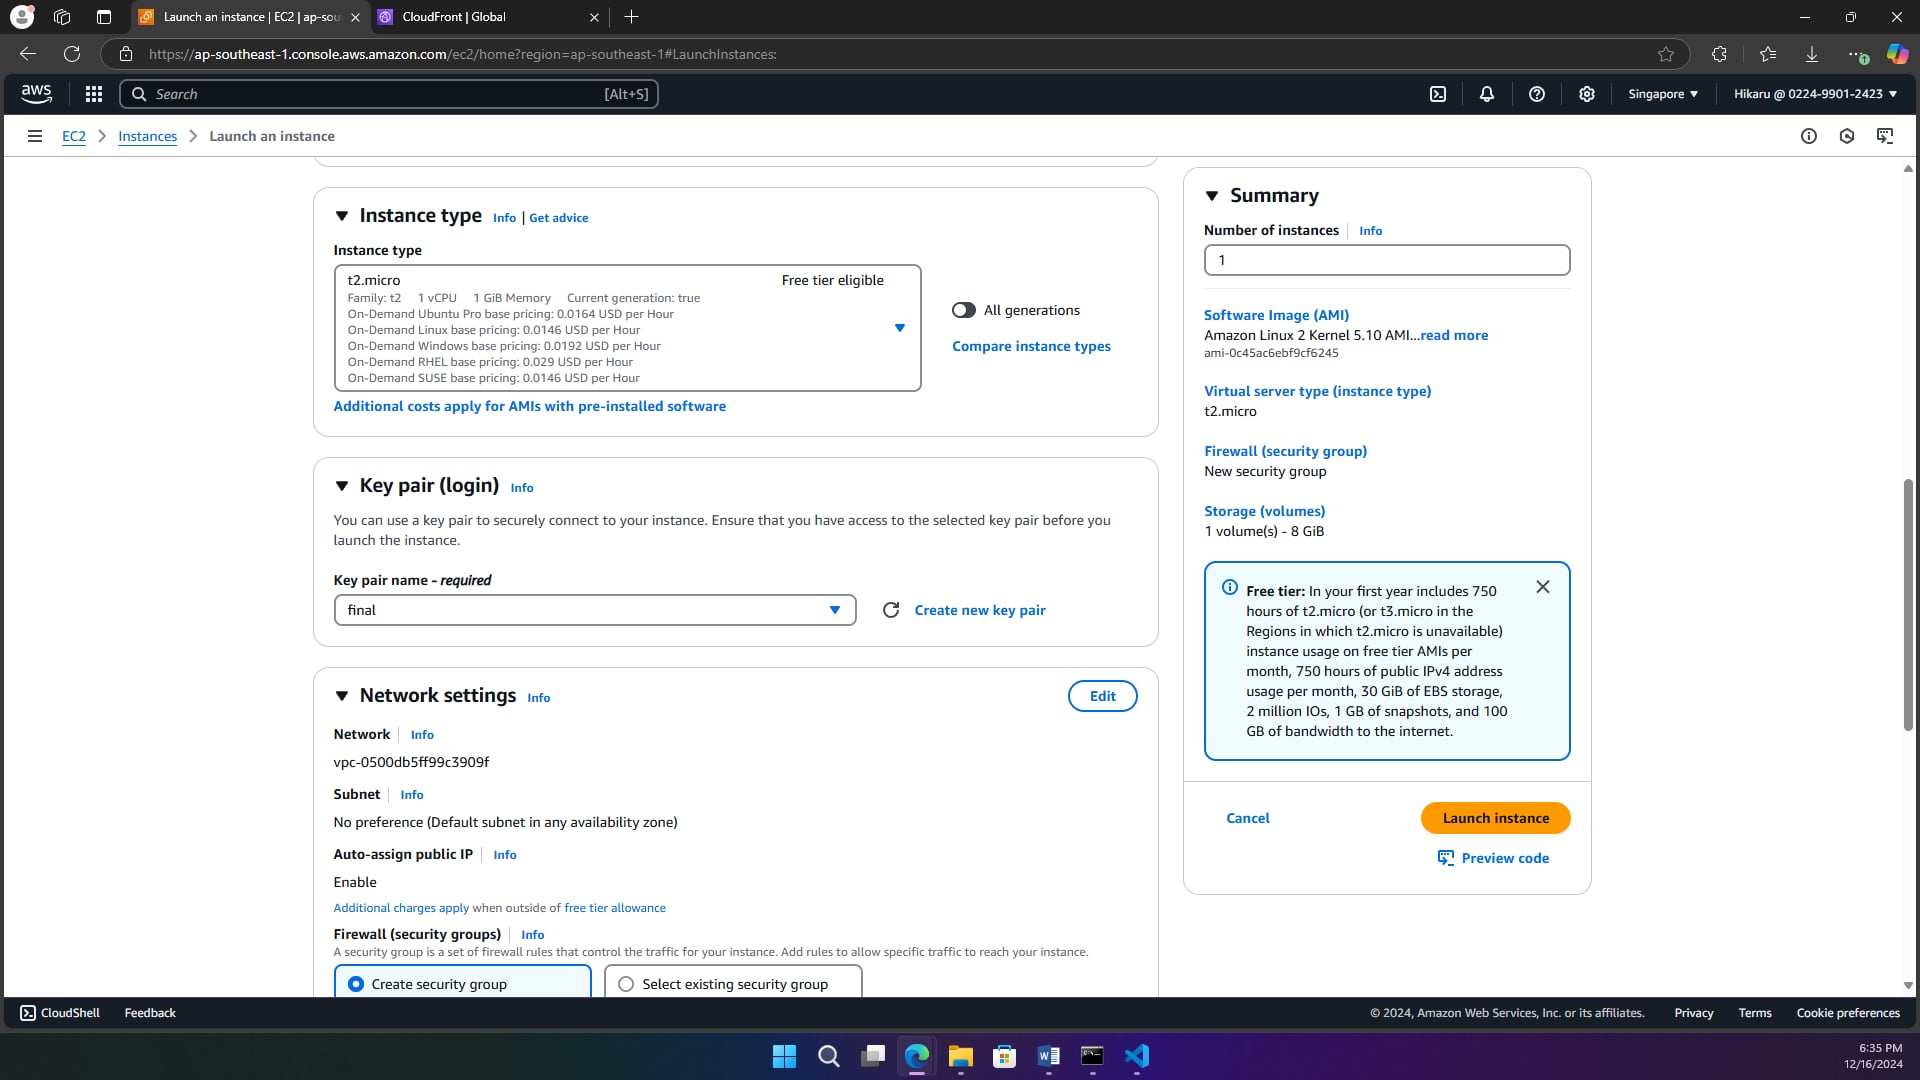 Launch an instance | EC2 | ap-sou
CloudFront | Global
https://ap-southeast-1.console.aws.amazon.com/ec2/home?region=ap-southeast-1#LaunchInstances:
aws
Search
[Alt+S]
Singapore
Hikaru @ 0224-9901-2423
EC2
Instances
Launch an instance
Instance type
Info | Get advice
Instance type
t2.micro
Free tier eligible
Family: t2 1 vCPU 1 GiB Memory Current generation: true
On-Demand Ubuntu Pro base pricing: 0.0164 USD per Hour
On-Demand Linux base pricing: 0.0146 USD per Hour
On-Demand Windows base pricing: 0.0192 USD per Hour
On-Demand RHEL base pricing: 0.029 USD per Hour
On-Demand SUSE base pricing: 0.0146 USD per Hour
All generations
Compare instance types
Additional costs apply for AMIs with pre-installed software
Key pair (login) Info
You can use a key pair to securely connect to your instance. Ensure that you have access to the selected key pair before you
launch the instance.
Key pair name - required
final
Create new key pair
Network settings Info
Edit
Network Info
vpc-0500db5ff99c3909f
Subnet Info
No preference (Default subnet in any availability zone)
Auto-assign public IP Info
Enable
Additional charges apply when outside of free tier allowance
Firewall (security groups) Info
A security group is a set of firewall rules that control the traffic for your instance. Add rules to allow specific traffic to reach your instance.
Create security group
Select existing security group
Summary
Number of instances Info
1
Software Image (AMI)
Amazon Linux 2 Kernel 5.10 AMI...read more
ami-0c45ac6ebf9cf6245
Virtual server type (instance type)
t2.micro
Firewall (security group)
New security group
Storage (volumes)
1 volume(s) - 8 GiB
Free tier: In your first year includes 750
hours of t2.micro (or t3.micro in the
Regions in which t2.micro is unavailable)
instance usage on free tier AMIs per
month, 750 hours of public IPv4 address
usage per month, 30 GiB of EBS storage,
2 million IOs, 1 GB of snapshots, and 100
GB of bandwidth to the internet.
Cancel
Launch instance
Preview code
CloudShell
Feedback
© 2024, Amazon Web Services, Inc. or its affiliates.
Privacy
Terms
Cookie preferences
6:35 PM
12/16/2024